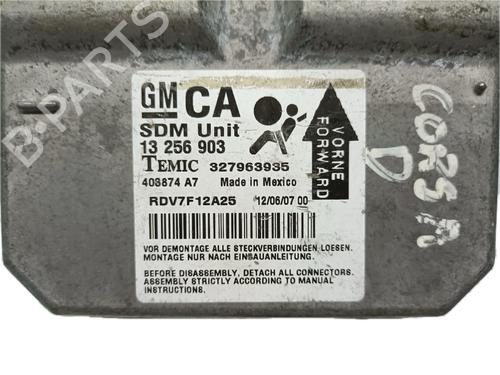 GM CA
SDM Unit
13 256 903
TEMIC 327963935
403874 A7 Made in Mexico
RDV7F12A25 12/06/07 00
VORNE
FORWARD
VOR DEMONTAGE ALLE STECKVERBINDUNGEN LOESEN.
MONTAGE NUR NACH EINBAUANLEITUNG.
BEFORE DISASSEMBLY, DETACH ALL CONNECTORS.
ASSEMBLY STRICTLY ACCORDING TO MANUAL
INSTRUCTIONS.
CORSA
D
B-PARTS